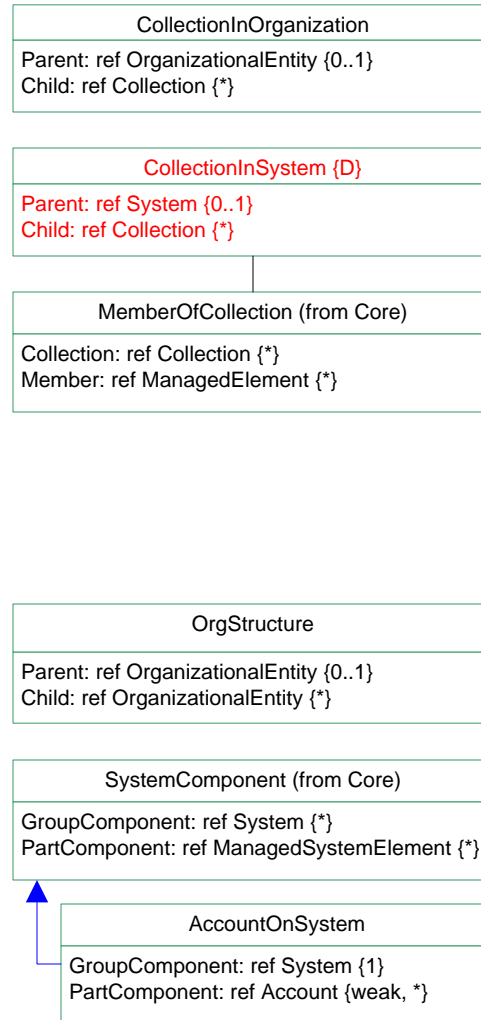 CollectionInOrganization
Parent: ref OrganizationalEntity {0..1}
Child: ref Collection {*}
CollectionInSystem {D}
Parent: ref System {0..1}
Child: ref Collection {*}
MemberOfCollection (from Core)
Collection: ref Collection {*}
Member: ref ManagedElement {*}
OrgStructure
Parent: ref OrganizationalEntity {0..1}
Child: ref OrganizationalEntity {*}
SystemComponent (from Core)
GroupComponent: ref System {*}
PartComponent: ref ManagedSystemElement {*}
AccountOnSystem
GroupComponent: ref System {1}
PartComponent: ref Account {weak, *}